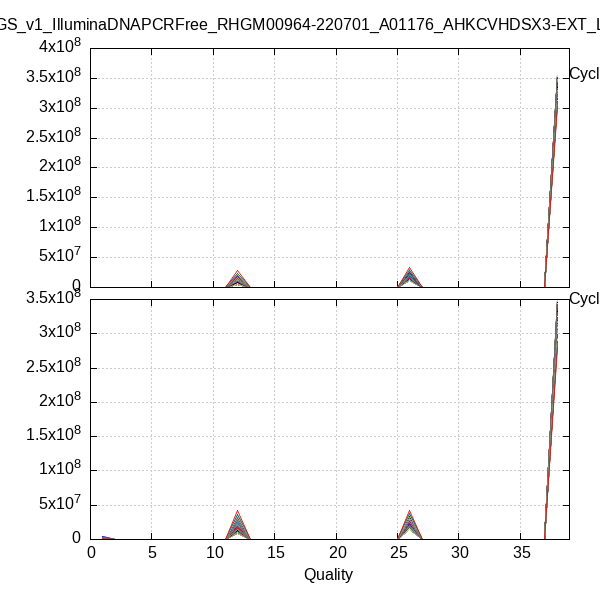 GS_v1_IlluminaDNAPCRFree_RHGM00964-220701_A01176_AHKCVHDSX3-EXT_L
4x10^8
Cycl
3.5x10^8
3x10^8
2.5x10^8
2x10^8
1.5x10^8
1x10^8
5x10^7
0
3.5x10^8
Cycl
3x10^8
2.5x10^8
2x10^8
1.5x10^8
1x10^8
5x10^7
0
0 5 10 15 20 25 30 35
Quality